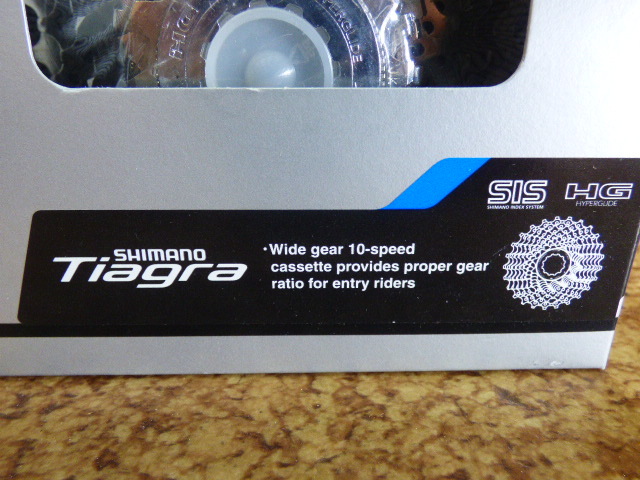 HYPERGLIDE
SIS
SHIMANO INDEX SYSTEM
HG
HYPERGLIDE
SHIMANO
Tiagra
·Wide gear 10-speed
cassette provides proper gear
ratio for entry riders